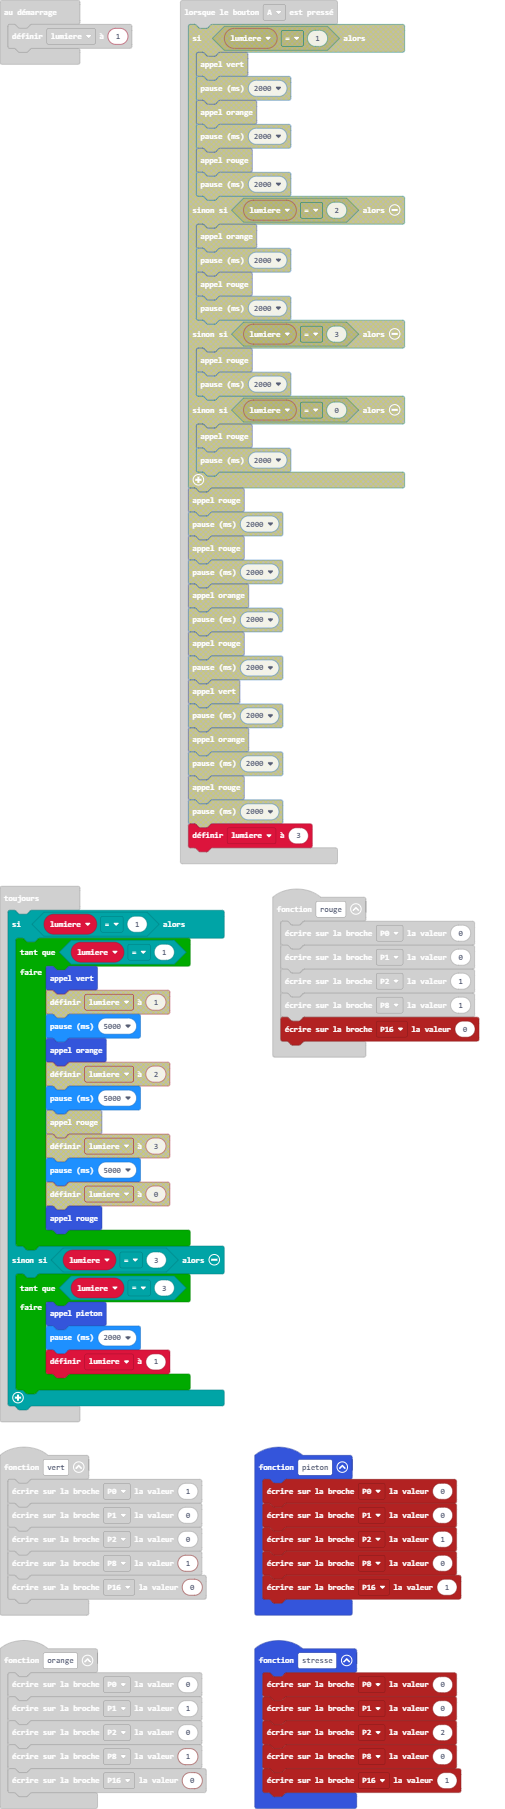 au démarrage
définir lumiere à 1
lorsque le bouton A est pressé
si lumiere = 1 alors
appel vert
pause (ms) 2000
appel orange
pause (ms) 2000
appel rouge
pause (ms) 2000
sinon si lumiere = 2 alors
appel orange
pause (ms) 2000
appel rouge
pause (ms) 2000
sinon si lumiere = 3 alors
appel rouge
pause (ms) 2000
sinon si lumiere = 0 alors
appel rouge
pause (ms) 2000
appel rouge
pause (ms) 2000
appel rouge
pause (ms) 2000
appel orange
pause (ms) 2000
appel rouge
pause (ms) 2000
appel vert
pause (ms) 2000
appel orange
pause (ms) 2000
appel rouge
pause (ms) 2000
définir lumiere à 3
toujours
si lumiere = 1 alors
tant que lumiere = 1
faire
appel vert
définir lumiere à 1
pause (ms) 5000
appel orange
définir lumiere à 2
pause (ms) 5000
appel rouge
définir lumiere à 3
pause (ms) 5000
définir lumiere à 0
appel rouge
sinon si lumiere = 3 alors
tant que lumiere = 3
faire
appel pieton
pause (ms) 2000
définir lumiere à 1
fonction rouge
écrire sur la broche P0 la valeur 0
écrire sur la broche P1 la valeur 0
écrire sur la broche P2 la valeur 1
écrire sur la broche P8 la valeur 1
écrire sur la broche P16 la valeur 0
fonction vert
écrire sur la broche P0 la valeur 1
écrire sur la broche P1 la valeur 0
écrire sur la broche P2 la valeur 0
écrire sur la broche P8 la valeur 1
écrire sur la broche P16 la valeur 0
fonction pieton
écrire sur la broche P0 la valeur 0
écrire sur la broche P1 la valeur 0
écrire sur la broche P2 la valeur 1
écrire sur la broche P8 la valeur 0
écrire sur la broche P16 la valeur 1
fonction orange
écrire sur la broche P0 la valeur 0
écrire sur la broche P1 la valeur 1
écrire sur la broche P2 la valeur 0
écrire sur la broche P8 la valeur 1
écrire sur la broche P16 la valeur 0
fonction stresse
écrire sur la broche P0 la valeur 0
écrire sur la broche P1 la valeur 0
écrire sur la broche P2 la valeur 2
écrire sur la broche P8 la valeur 0
écrire sur la broche P16 la valeur 1